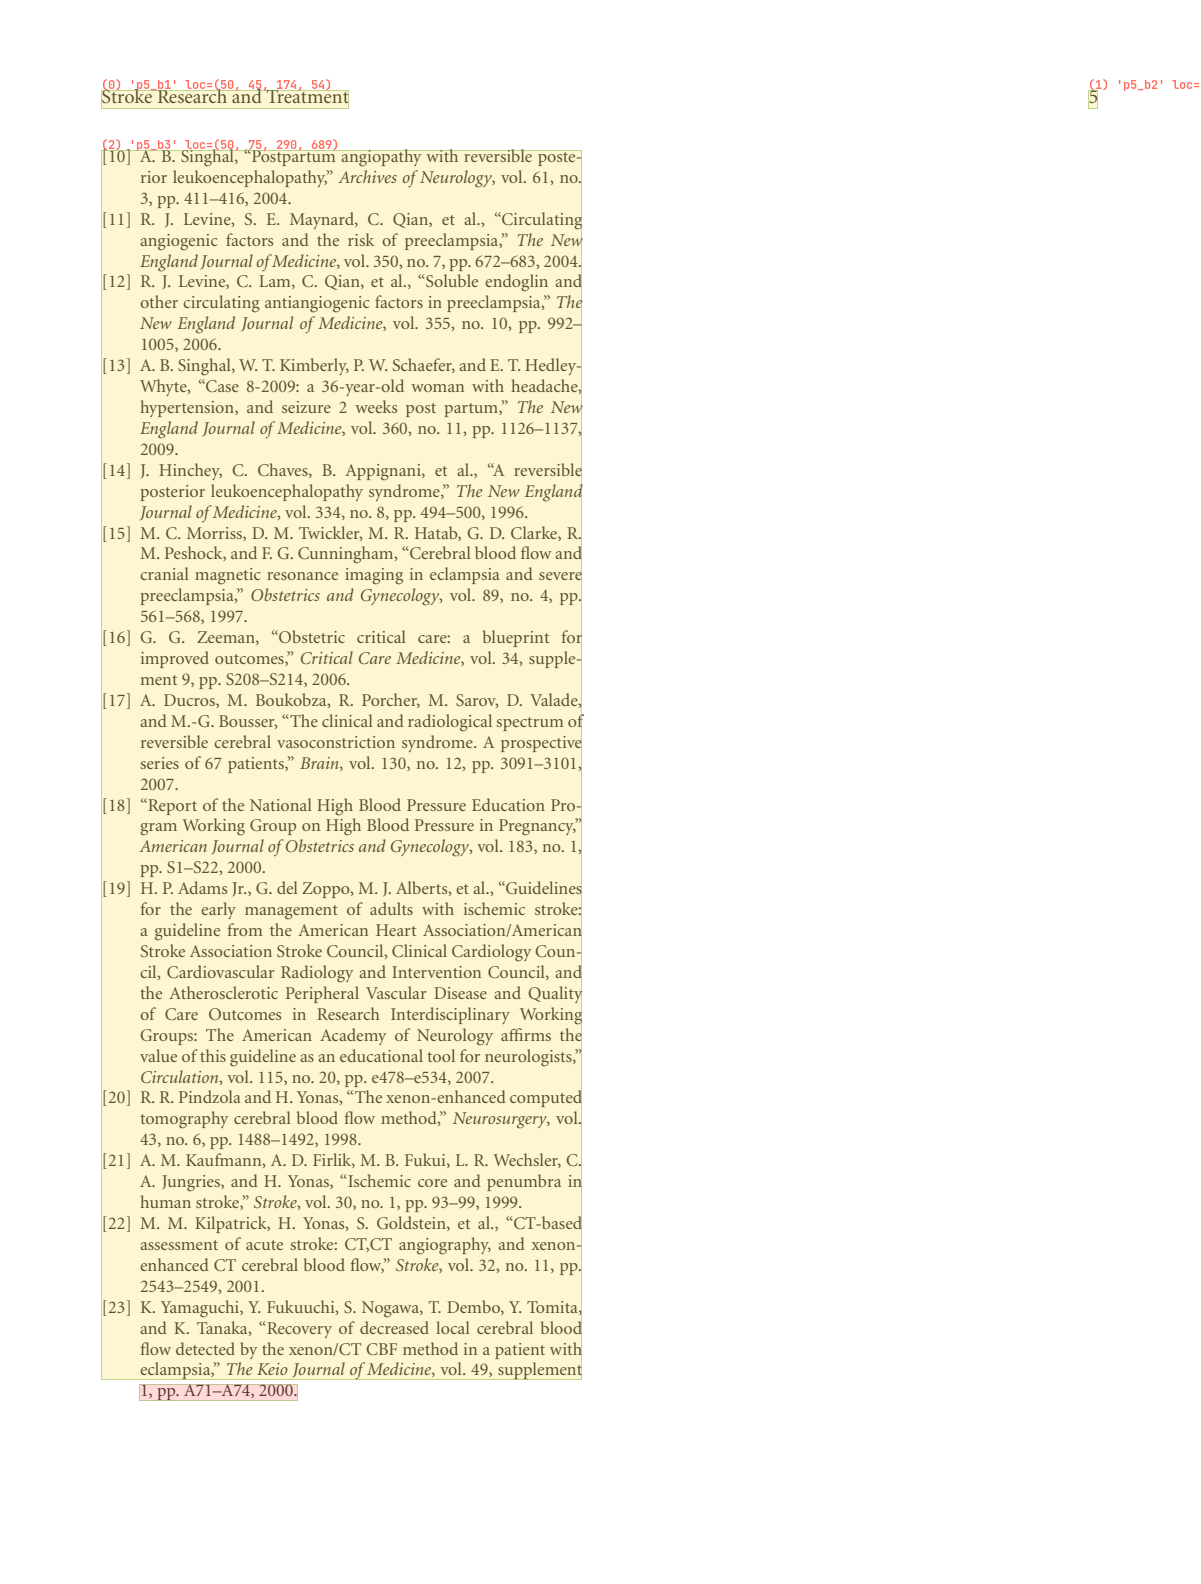 (0) 'p5_b1' loc=(50, 45, 174, 54)
(1) 'p5_b2' loc=
Stroke Research and Treatment
5
(2) 'p5_b3' loc=(50, 75, 290, 689)
[10] A. B. Singhal, “Postpartum angiopathy with reversible poste-
rior leukoencephalopathy,” Archives of Neurology, vol. 61, no.
3, pp. 411–416, 2004.
[11] R. J. Levine, S. E. Maynard, C. Qian, et al., “Circulating
angiogenic factors and the risk of preeclampsia,” The New
England Journal of Medicine, vol. 350, no. 7, pp. 672–683, 2004.
[12] R. J. Levine, C. Lam, C. Qian, et al., “Soluble endoglin and
other circulating antiangiogenic factors in preeclampsia,” The
New England Journal of Medicine, vol. 355, no. 10, pp. 992–
1005, 2006.
[13] A. B. Singhal, W. T. Kimberly, P. W. Schaefer, and E. T. Hedley-
Whyte, “Case 8-2009: a 36-year-old woman with headache,
hypertension, and seizure 2 weeks post partum,” The New
England Journal of Medicine, vol. 360, no. 11, pp. 1126–1137,
2009.
[14] J. Hinchey, C. Chaves, B. Appignani, et al., “A reversible
posterior leukoencephalopathy syndrome,” The New England
Journal of Medicine, vol. 334, no. 8, pp. 494–500, 1996.
[15] M. C. Morriss, D. M. Twickler, M. R. Hatab, G. D. Clarke, R.
M. Peshock, and F. G. Cunningham, “Cerebral blood flow and
cranial magnetic resonance imaging in eclampsia and severe
preeclampsia,” Obstetrics and Gynecology, vol. 89, no. 4, pp.
561–568, 1997.
[16] G. G. Zeeman, “Obstetric critical care: a blueprint for
improved outcomes,” Critical Care Medicine, vol. 34, supple-
ment 9, pp. S208–S214, 2006.
[17] A. Ducros, M. Boukobza, R. Porcher, M. Sarov, D. Valade,
and M.-G. Bousser, “The clinical and radiological spectrum of
reversible cerebral vasoconstriction syndrome. A prospective
series of 67 patients,” Brain, vol. 130, no. 12, pp. 3091–3101,
2007.
[18] “Report of the National High Blood Pressure Education Pro-
gram Working Group on High Blood Pressure in Pregnancy,”
American Journal of Obstetrics and Gynecology, vol. 183, no. 1,
pp. S1–S22, 2000.
[19] H. P. Adams Jr., G. del Zoppo, M. J. Alberts, et al., “Guidelines
for the early management of adults with ischemic stroke:
a guideline from the American Heart Association/American
Stroke Association Stroke Council, Clinical Cardiology Coun-
cil, Cardiovascular Radiology and Intervention Council, and
the Atherosclerotic Peripheral Vascular Disease and Quality
of Care Outcomes in Research Interdisciplinary Working
Groups: The American Academy of Neurology affirms the
value of this guideline as an educational tool for neurologists,”
Circulation, vol. 115, no. 20, pp. e478–e534, 2007.
[20] R. R. Pindzola and H. Yonas, “The xenon-enhanced computed
tomography cerebral blood flow method,” Neurosurgery, vol.
43, no. 6, pp. 1488–1492, 1998.
[21] A. M. Kaufmann, A. D. Firlik, M. B. Fukui, L. R. Wechsler, C.
A. Jungries, and H. Yonas, “Ischemic core and penumbra in
human stroke,” Stroke, vol. 30, no. 1, pp. 93–99, 1999.
[22] M. M. Kilpatrick, H. Yonas, S. Goldstein, et al., “CT-based
assessment of acute stroke: CT,CT angiography, and xenon-
enhanced CT cerebral blood flow,” Stroke, vol. 32, no. 11, pp.
2543–2549, 2001.
[23] K. Yamaguchi, Y. Fukuuchi, S. Nogawa, T. Dembo, Y. Tomita,
and K. Tanaka, “Recovery of decreased local cerebral blood
flow detected by the xenon/CT CBF method in a patient with
eclampsia,” The Keio Journal of Medicine, vol. 49, supplement
1, pp. A71–A74, 2000.